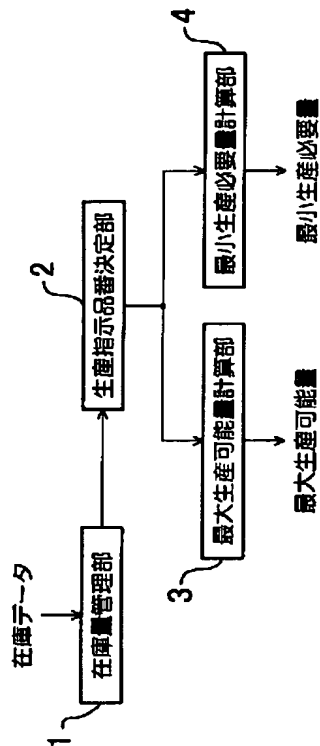 在庫データ
1
在庫量管理部
2
生産指示品番決定部
3
最大生産可能量計算部
4
最小生産必要量計算部
最大生産可能量
最小生産必要量